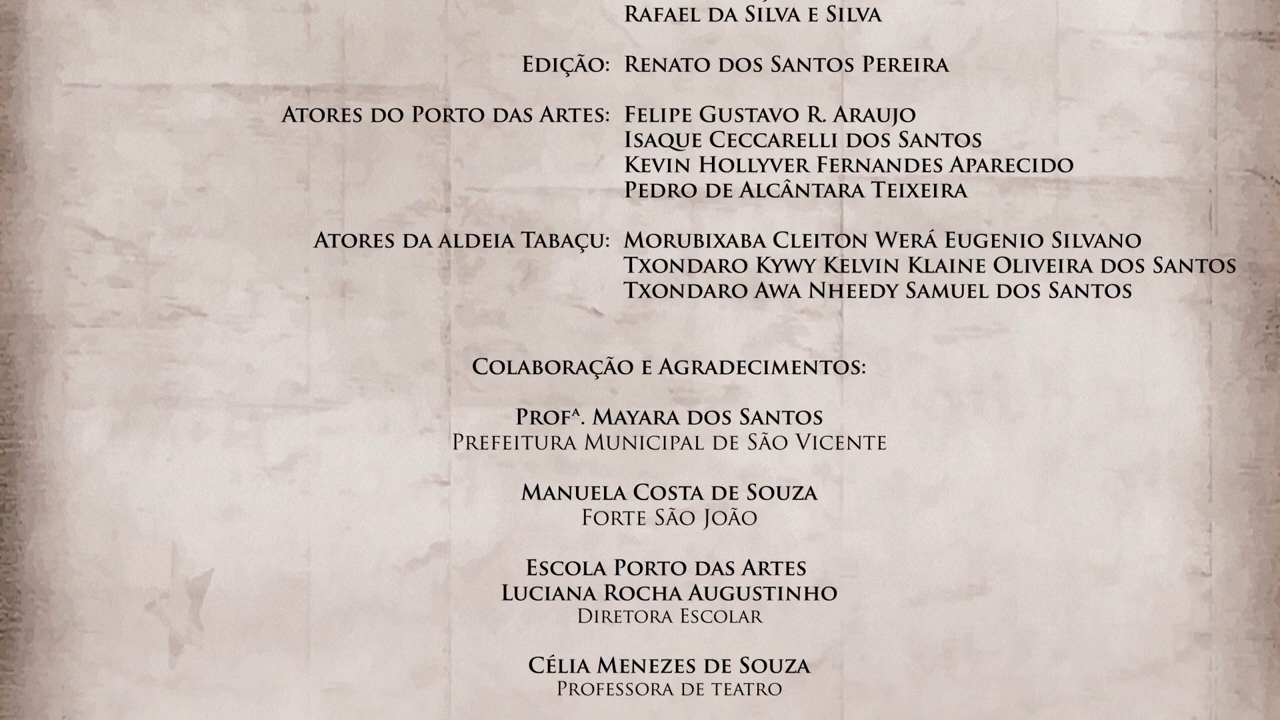 Rafael da Silva e Silva
Edição: Renato dos Santos Pereira
Atores do Porto das Artes: Felipe Gustavo R. Araujo
Isaque Ceccarelli dos Santos
Kevin Hollyver Fernandes Aparecido
Pedro de Alcântara Teixeira
Atores da aldeia Tabaçu: Morubixaba Cleiton Werá Eugenio Silvano
Txondaro Kywy Kelvin Klaine Oliveira dos Santos
Txondaro Awa Nheedy Samuel dos Santos
Colaboração e Agradecimentos:
Profª. Mayara dos Santos
Prefeitura Municipal de São Vicente
Manuela Costa de Souza
Forte São João
Escola Porto das Artes
Luciana Rocha Augustinho
Diretora Escolar
Célia Menezes de Souza
Professora de teatro